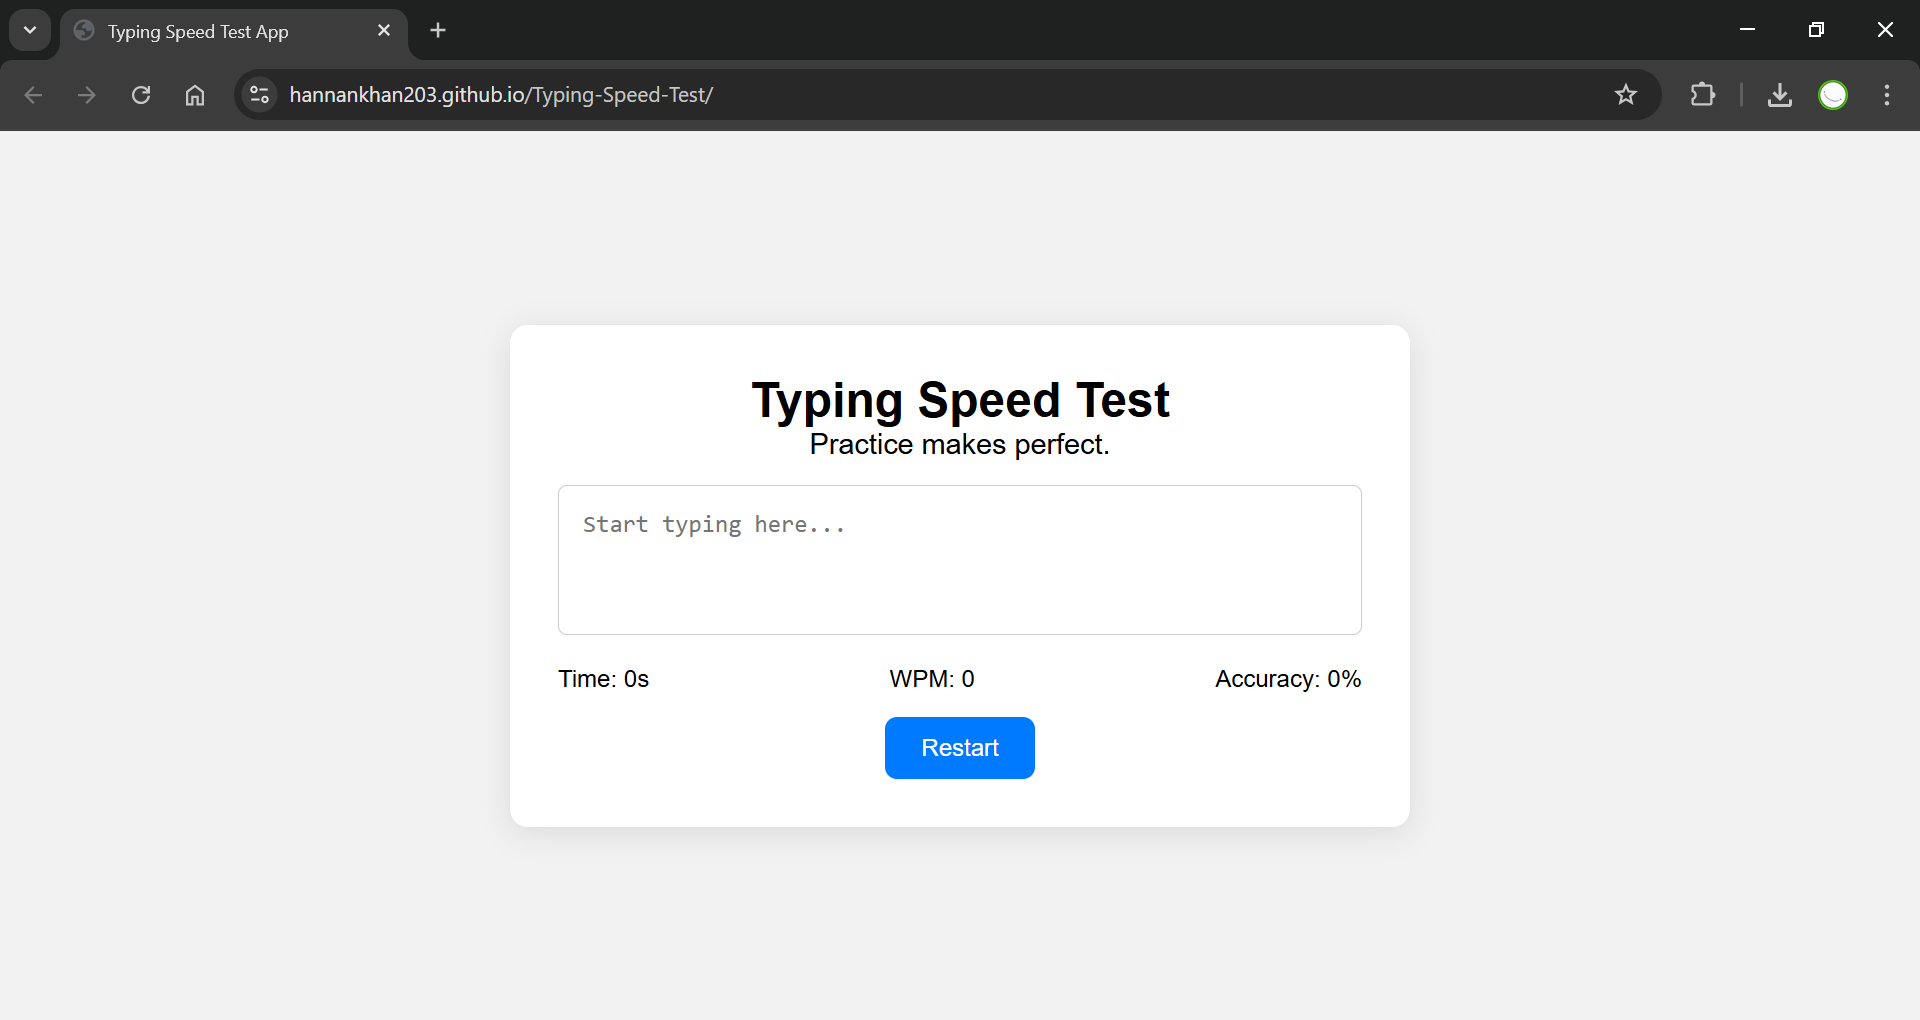 Typing Speed Test App
hannankhan203.github.io/Typing-Speed-Test/
Typing Speed Test
Practice makes perfect.
Start typing here...
Time: 0s WPM: 0 Accuracy: 0%
Restart